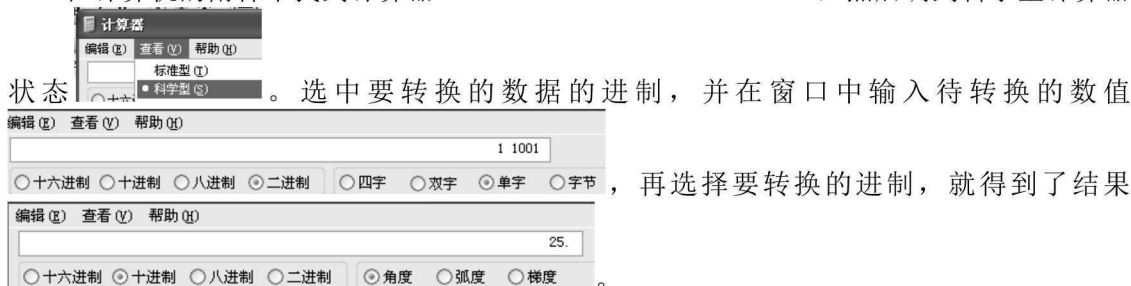 计算器
编辑(E) 查看(V) 帮助(H)
标准型(T)
状态 ● 科学型(S) 。选中要转换的数据的进制，并在窗口中输入待转换的数值
编辑(E) 查看(V) 帮助(H)
1 1001
十六进制 十进制 八进制 二进制 四字 双字 单字 字节 ，再选择要转换的进制，就得到了结果
编辑(E) 查看(V) 帮助(H)
25.
十六进制 十进制 八进制 二进制 角度 弧度 梯度 。